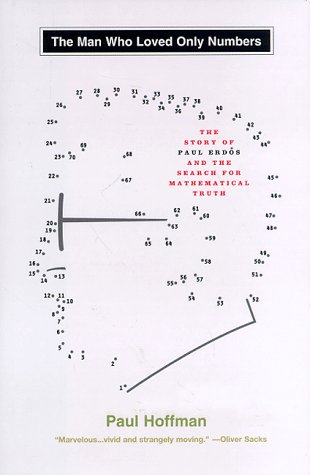 The Man Who Loved Only Numbers
27 28 29 30 31 32 33 34 35 36 37 38
26 39 40
25 41 42
43
44
THE
STORY OF
PAUL ERDŐS
AND THE
SEARCH FOR
MATHEMATICAL
TRUTH
23 70 69 68
22 67 45
46
21 66 62 61 60
20 63 47
19 48
18 65 64 59
17 49
16 50
15 14 13 58 51
55 56 57
54 53 52
12 11 10
9
8
7
6
5
4 3 2
1
Paul Hoffman
“Marvelous...vivid and strangely moving.” —Oliver Sacks